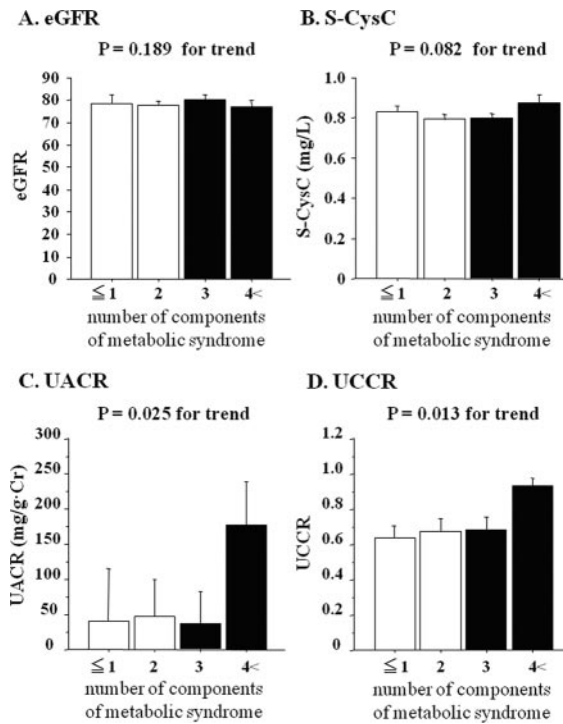 A. eGFR
P = 0.189 for trend
90
80
70
60
50
40
30
20
10
0
eGFR
≦ 1 2 3 4<
number of components
of metabolic syndrome
B. S-CysC
P = 0.082 for trend
1.0
0.8
0.6
0.4
0.2
0
S-CysC (mg/L)
≦ 1 2 3 4<
number of components
of metabolic syndrome
C. UACR
P = 0.025 for trend
300
250
200
150
100
50
0
UACR (mg/g·Cr)
≦ 1 2 3 4<
number of components
of metabolic syndrome
D. UCCR
P = 0.013 for trend
1.2
1.0
0.8
0.6
0.4
0.2
0
UCCR
≦ 1 2 3 4<
number of components
of metabolic syndrome